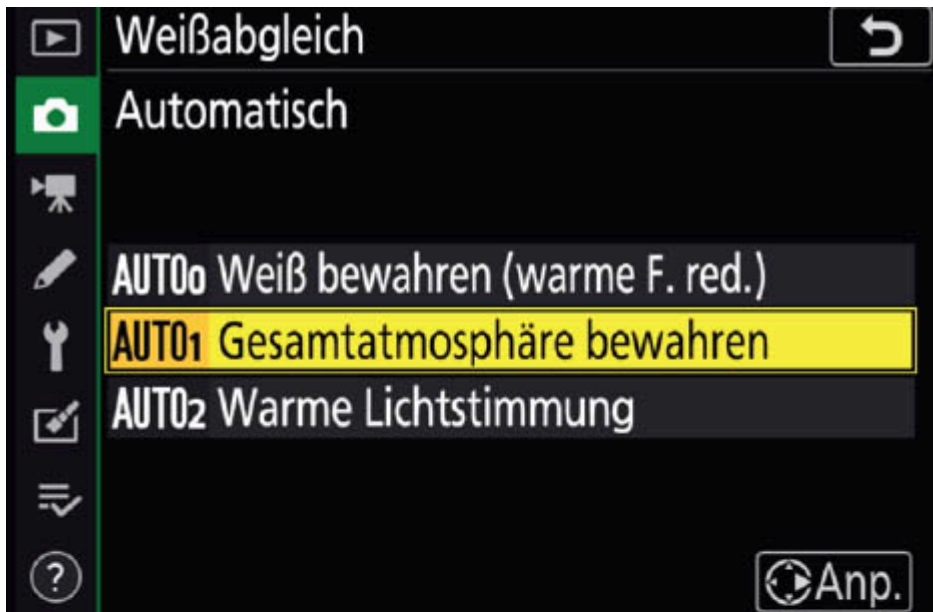 Weißabgleich
Automatisch
AUTO0 Weiß bewahren (warme F. red.)
AUTO1 Gesamtatmosphäre bewahren
AUTO2 Warme Lichtstimmung
?
Anp.